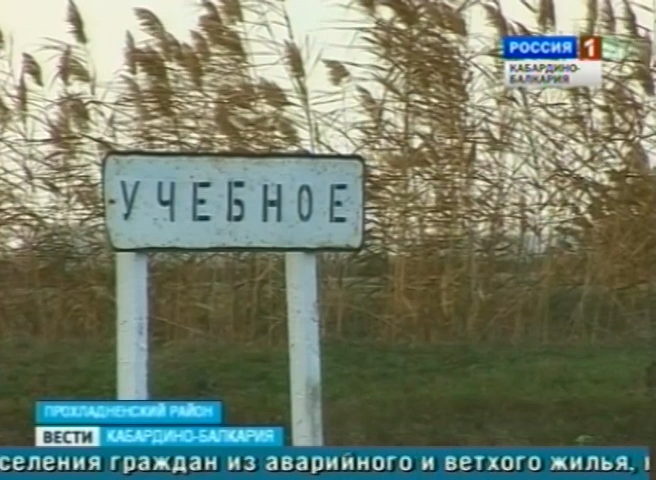 РОССИЯ 1
КАБАРДИНО-
БАЛКАРИЯ
УЧЕБНОЕ
ПРОХЛАДНЕНСКИЙ РАЙОН
ВЕСТИ КАБАРДИНО-БАЛКАРИЯ
селения граждан из аварийного и ветхого жилья,